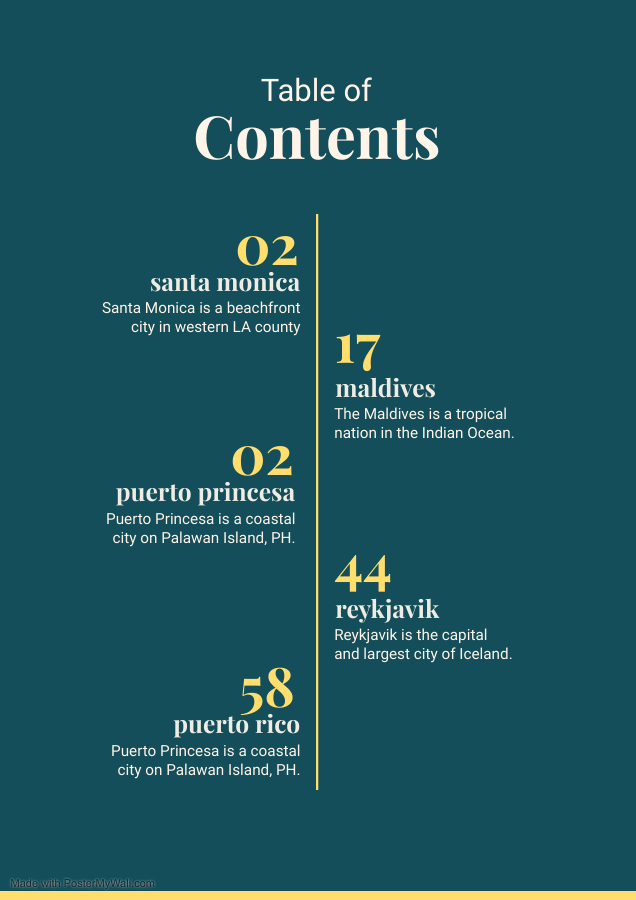 Table of
Contents
02
santa monica
Santa Monica is a beachfront
city in western LA county
17
maldives
The Maldives is a tropical
nation in the Indian Ocean.
02
puerto princesa
Puerto Princesa is a coastal
city on Palawan Island, PH.
44
reykjavik
Reykjavik is the capital
and largest city of Iceland.
58
puerto rico
Puerto Princesa is a coastal
city on Palawan Island, PH.
Made with PosterMyWall.com